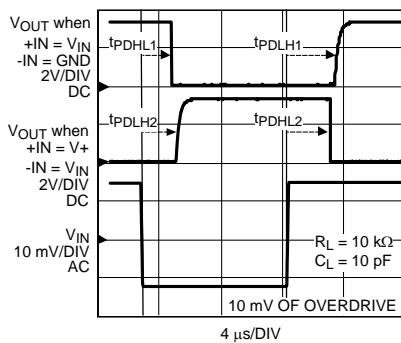 VOUT when
+IN = VIN
-IN = GND
2V/DIV
DC
tPDHL1
tPDLH1
VOUT when
+IN = V+
-IN = VIN
2V/DIV
DC
tPDLH2
tPDHL2
VIN
10 mV/DIV
AC
RL = 10 kΩ
CL = 10 pF
10 mV OF OVERDRIVE
4 µs/DIV